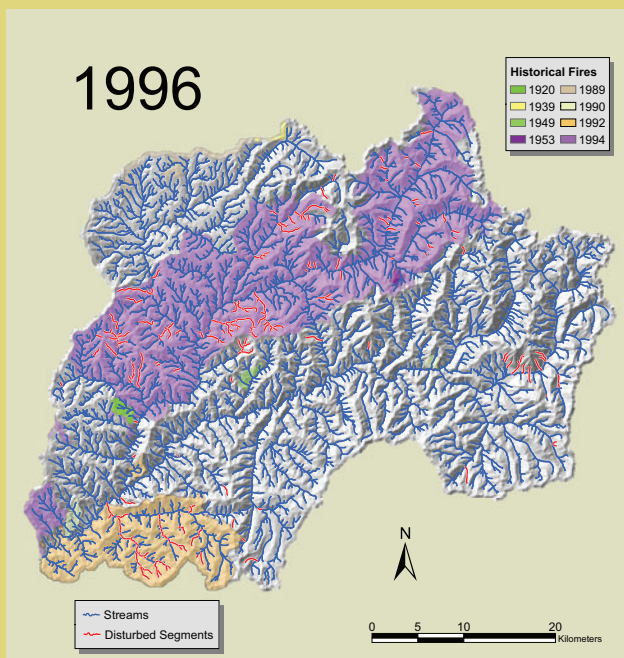 1996
Historical Fires
1920 1989
1939 1990
1949 1992
1953 1994
N
Streams
Disturbed Segments
0 5 10 20
Kilometers